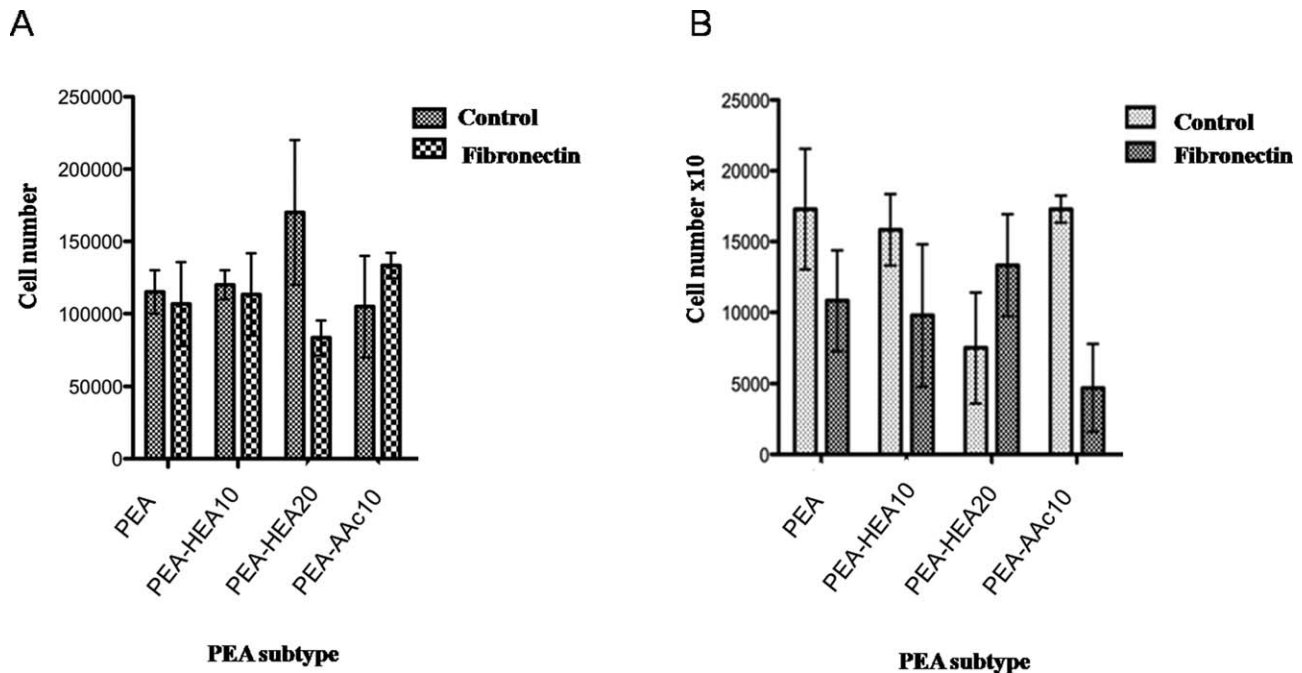 A
Cell number
250000
200000
150000
100000
50000
0
Control
Fibronectin
PEA
PEA-HEA10
PEA-HEA20
PEA-AAc10
PEA subtype
B
Cell number x10
25000
20000
15000
10000
5000
0
Control
Fibronectin
PEA
PEA-HEA10
PEA-HEA20
PEA-AAc10
PEA subtype